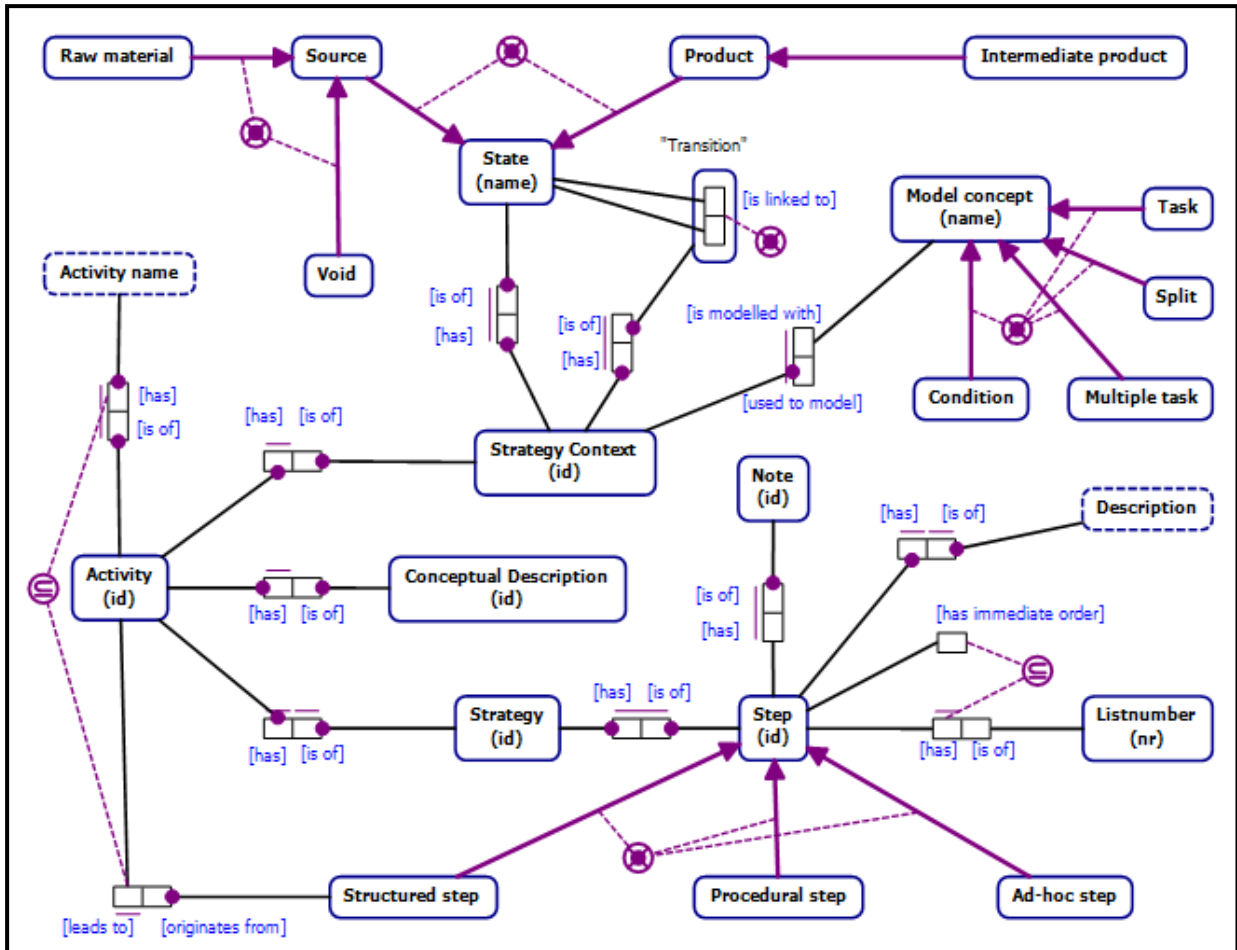 Raw material
Source
Product
Intermediate product
"Transition"
State
(name)
[is linked to]
Model concept
(name)
Task
Activity name
Void
Split
[is of]
[has]
[is of]
[has]
[is modelled with]
[used to model]
Condition
Multiple task
[has]
[is of]
[has] [is of]
Strategy Context
(id)
Note
(id)
Description
[has] [is of]
Activity
(id)
Conceptual Description
(id)
[has] [is of]
[is of]
[has]
[has immediate order]
[has] [is of]
Strategy
(id)
[has] [is of]
Step
(id)
Listnumber
(nr)
[has] [is of]
[has] [is of]
Structured step
Procedural step
Ad-hoc step
[leads to] [originates from]